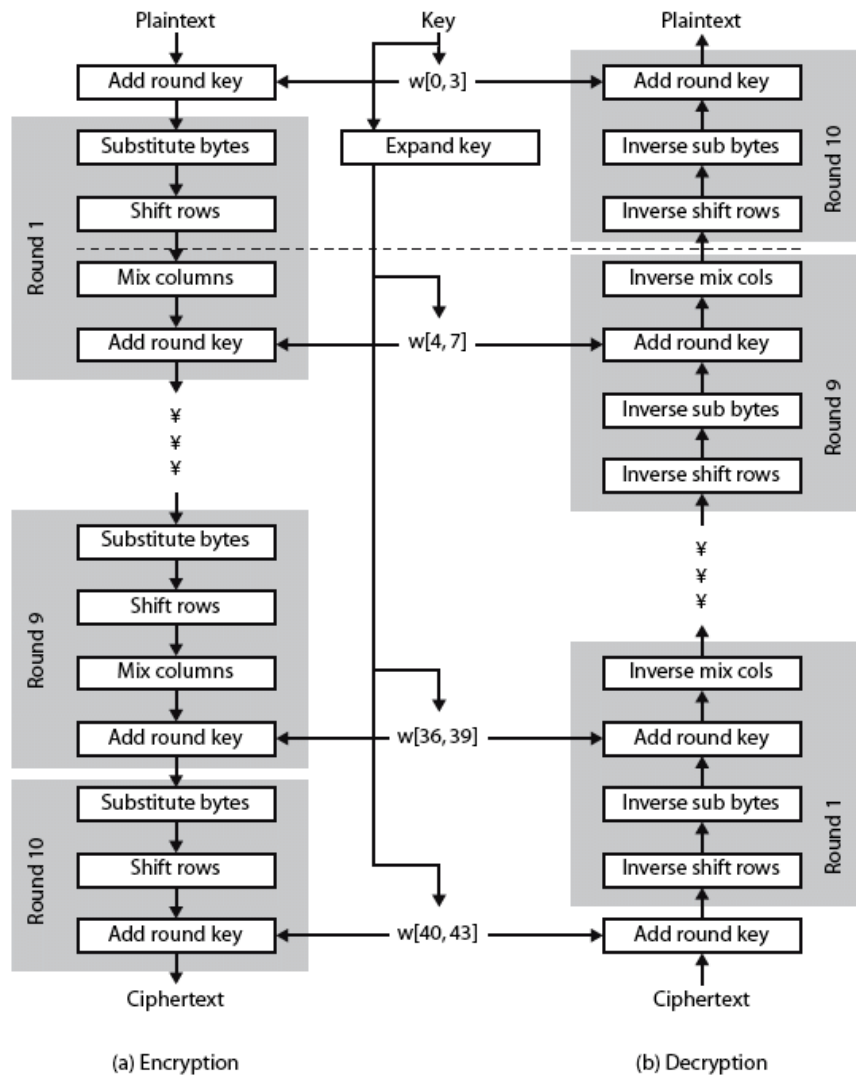 Plaintext
Key
Plaintext
Add round key
w[0, 3]
Add round key
Substitute bytes
Expand key
Inverse sub bytes
Round 10
Shift rows
Inverse shift rows
Round 1
Mix columns
Inverse mix cols
Add round key
w[4, 7]
Add round key
Round 9
¥
Inverse sub bytes
¥
¥
Inverse shift rows
Substitute bytes
¥
¥
¥
Shift rows
Round 9
Mix columns
Inverse mix cols
Add round key
w[36, 39]
Add round key
Substitute bytes
Inverse sub bytes
Round 1
Round 10
Shift rows
Inverse shift rows
Add round key
w[40, 43]
Add round key
Ciphertext
Ciphertext
(a) Encryption
(b) Decryption